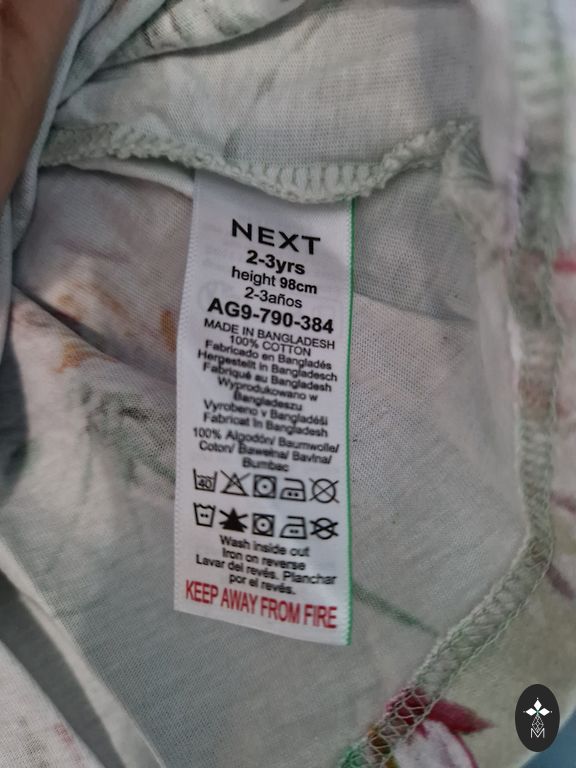 NEXT
2-3yrs
height 98cm
2-3años
AG9-790-384
MADE IN BANGLADESH
100% COTTON
Fabricado en Bangladés
Hergestellt in Bangladesch
Fabriqué au Bangladesh
Wyprodukowano w
Bangladeszu
Vyrobeno v Bangladéši
Fabricat în Bangladesh
100% Algodón/ Baumwolle/
Coton/ Bawełna/ Bavlna/
Bumbac
40
Wash inside out
Iron on reverse
Lavar del revés. Planchar
por el revés.
KEEP AWAY FROM FIRE
M